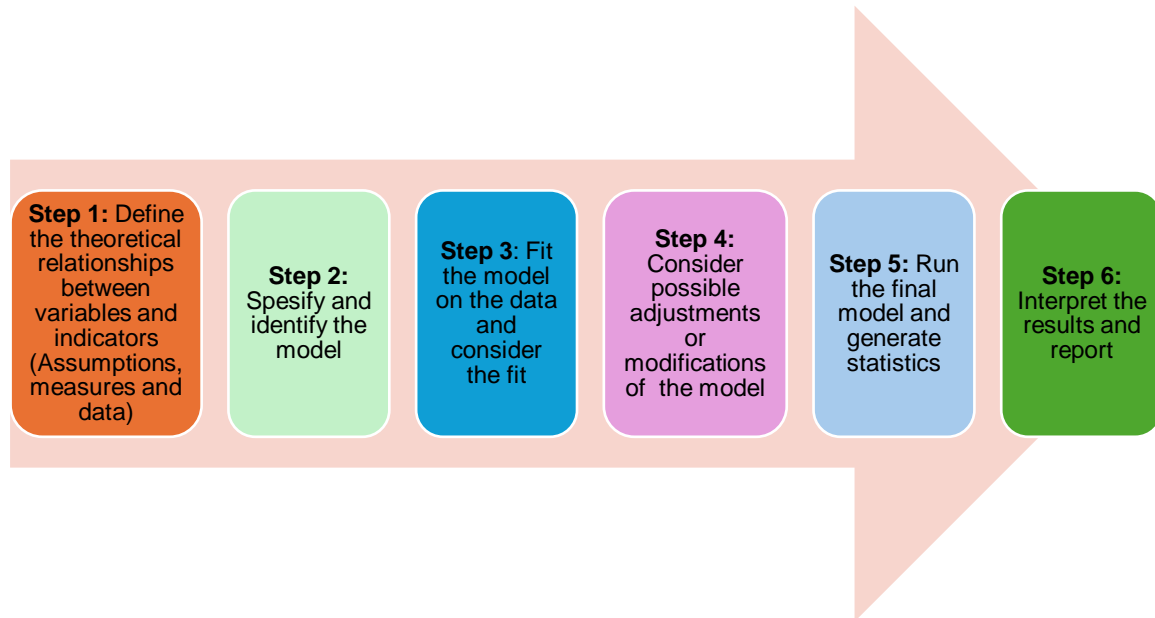 Step 1: Define
the theoretical
relationships
between
variables and
indicators
(Assumptions,
measures and
data)
Step 2:
Spesify and
identify the
model
Step 3: Fit
the model
on the data
and
consider
the fit
Step 4:
Consider
possible
adjustments
or
modifications
of the model
Step 5: Run
the final
model and
generate
statistics
Step 6:
Interpret the
results and
report